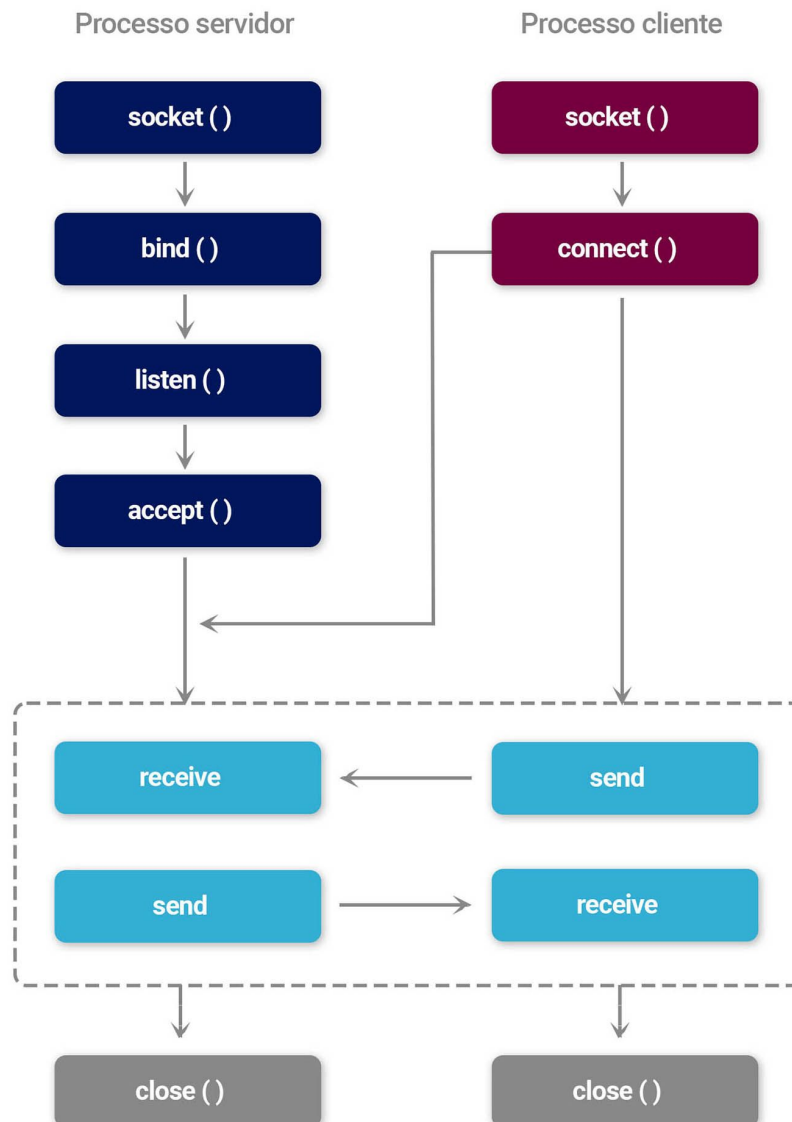 Processo servidor
Processo cliente
socket ( )
socket ( )
bind ( )
connect ( )
listen ( )
accept ( )
receive
send
send
receive
close ( )
close ( )